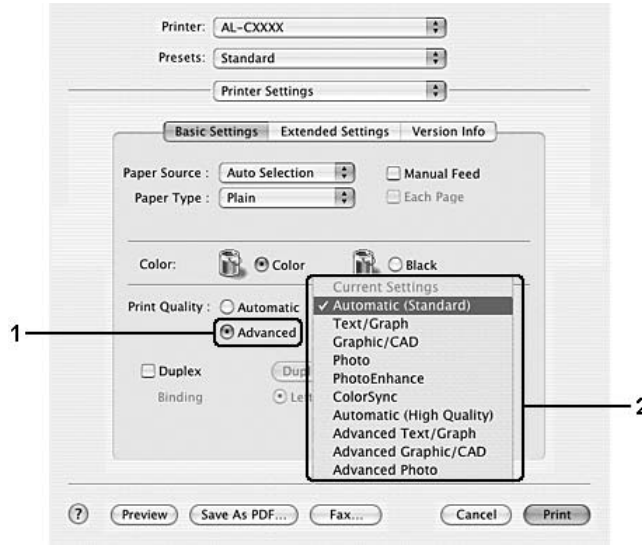 Printer: AL-CXXXX
Presets: Standard
Printer Settings
Basic Settings Extended Settings Version Info
Paper Source : Auto Selection Manual Feed
Paper Type : Plain Each Page
Color: Color Black
Print Quality : Automatic
1 Advanced
Current Settings
✓ Automatic (Standard)
Text/Graph
Graphic/CAD
Photo
PhotoEnhance
ColorSync
Automatic (High Quality)
Advanced Text/Graph
Advanced Graphic/CAD
Advanced Photo
2
Duplex
Binding
? Preview Save As PDF... Fax... Cancel Print